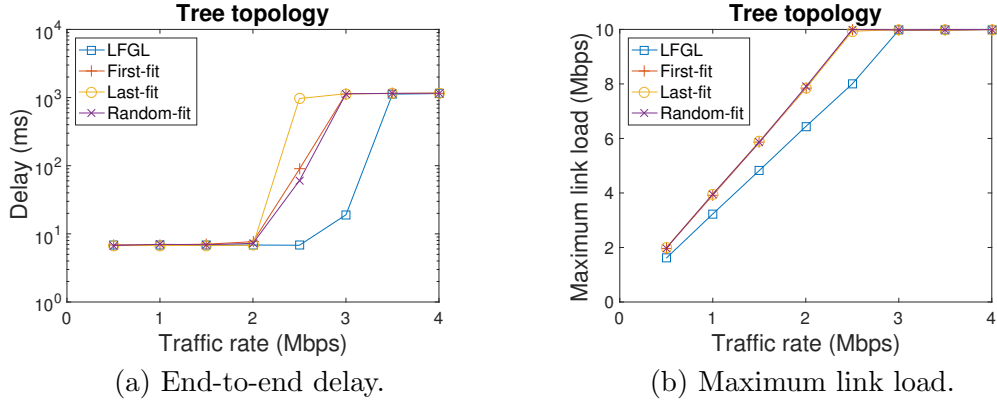 Tree topology
10^4
10^3
10^2
10^1
10^0
Delay (ms)
LFGL
First-fit
Last-fit
Random-fit
0 1 2 3 4
Traffic rate (Mbps)
(a) End-to-end delay.
Tree topology
10
8
6
4
2
0
Maximum link load (Mbps)
LFGL
First-fit
Last-fit
Random-fit
0 1 2 3 4
Traffic rate (Mbps)
(b) Maximum link load.